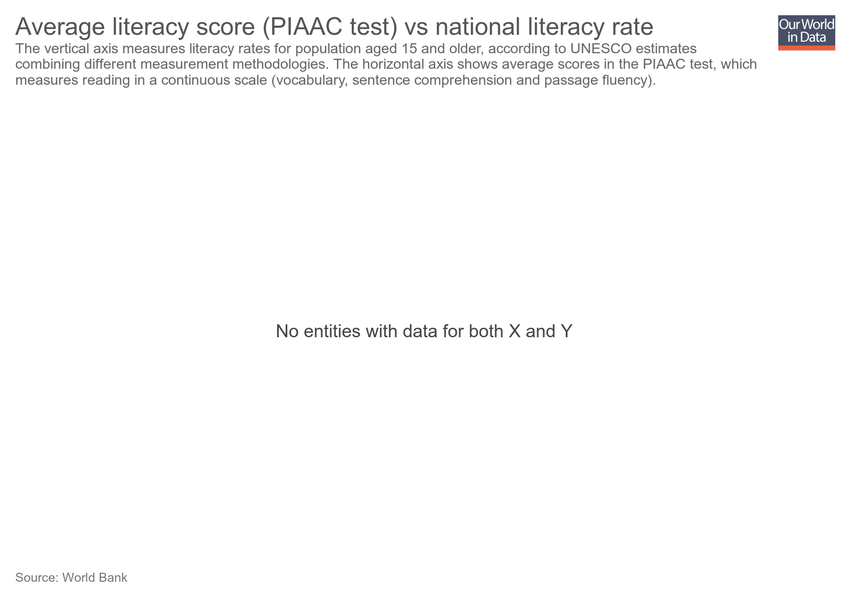 Average literacy score (PIAAC test) vs national literacy rate
Our World
in Data
The vertical axis measures literacy rates for population aged 15 and older, according to UNESCO estimates
combining different measurement methodologies. The horizontal axis shows average scores in the PIAAC test, which
measures reading in a continuous scale (vocabulary, sentence comprehension and passage fluency).
No entities with data for both X and Y
Source: World Bank